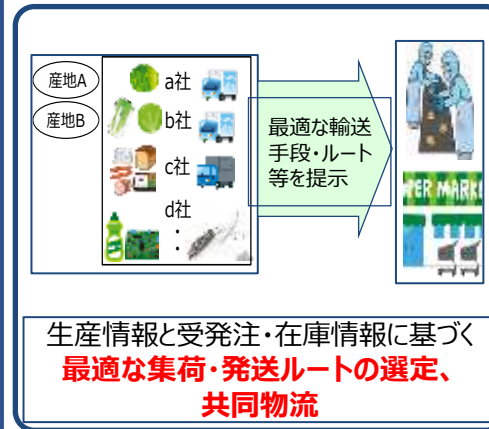 産地A
産地B
a社
b社
c社
d社
：
最適な輸送
手段・ルート
等を提示
PER MARKE
生産情報と受発注・在庫情報に基づく
最適な集荷・発送ルートの選定、
共同物流